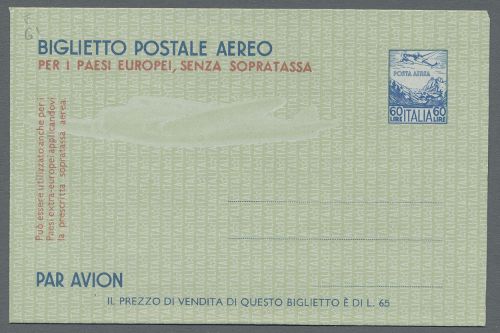 61
BIGLIETTO POSTALE AEREO
PER I PAESI EUROPEI, SENZA SOPRATASSA
POSTA AEREA
60 ITALIA 60
LIRE LIRE
Può essere utilizzato anche per i
Paesi extra-europei applicandovi
la prescritta sopratassa aerea.
PAR AVION
IL PREZZO DI VENDITA DI QUESTO BIGLIETTO È DI L. 65